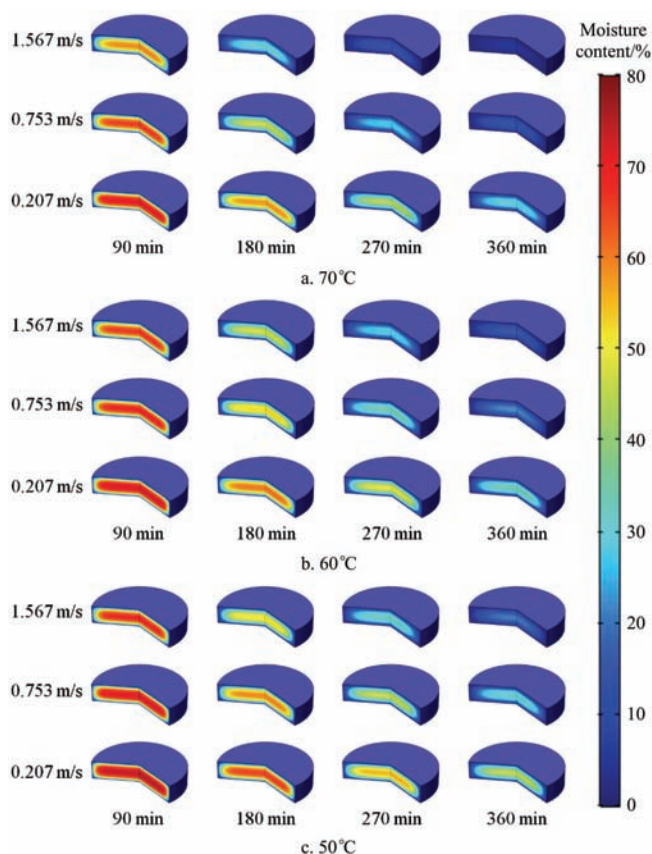 Moisture
content/%
80
70
60
50
40
30
20
10
0
1.567 m/s
0.753 m/s
0.207 m/s
90 min 180 min 270 min 360 min
a. 70℃
1.567 m/s
0.753 m/s
0.207 m/s
90 min 180 min 270 min 360 min
b. 60℃
1.567 m/s
0.753 m/s
0.207 m/s
90 min 180 min 270 min 360 min
c. 50℃